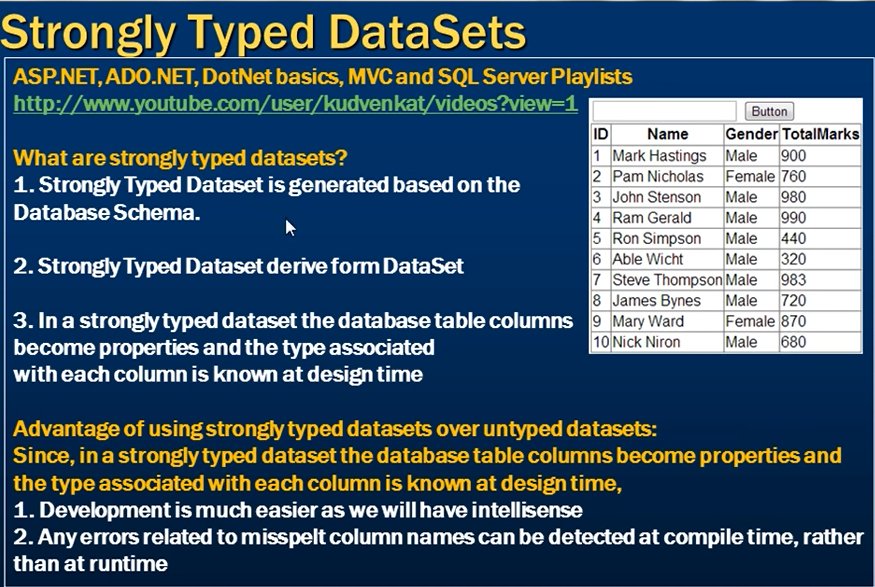 Strongly Typed DataSets
ASP.NET, ADO.NET, DotNet basics, MVC and SQL Server Playlists
http://www.youtube.com/user/kudvenkat/videos?view=1
What are strongly typed datasets?
1. Strongly Typed Dataset is generated based on the
Database Schema.
2. Strongly Typed Dataset derive form DataSet
3. In a strongly typed dataset the database table columns
become properties and the type associated
with each column is known at design time
Button
ID Name Gender TotalMarks
1 Mark Hastings Male 900
2 Pam Nicholas Female 760
3 John Stenson Male 980
4 Ram Gerald Male 990
5 Ron Simpson Male 440
6 Able Wicht Male 320
7 Steve Thompson Male 983
8 James Bynes Male 720
9 Mary Ward Female 870
10 Nick Niron Male 680
Advantage of using strongly typed datasets over untyped datasets:
Since, in a strongly typed dataset the database table columns become properties and
the type associated with each column is known at design time,
1. Development is much easier as we will have intellisense
2. Any errors related to misspelt column names can be detected at compile time, rather
than at runtime